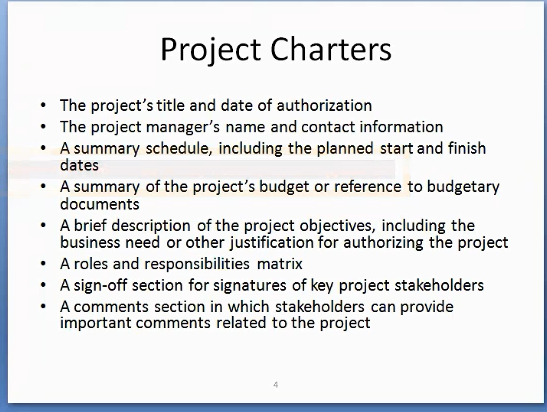 Project Charters
• The project's title and date of authorization
• The project manager's name and contact information
• A summary schedule, including the planned start and finish
dates
• A summary of the project's budget or reference to budgetary
documents
• A brief description of the project objectives, including the
business need or other justification for authorizing the project
• A roles and responsibilities matrix
• A sign-off section for signatures of key project stakeholders
• A comments section in which stakeholders can provide
important comments related to the project
4